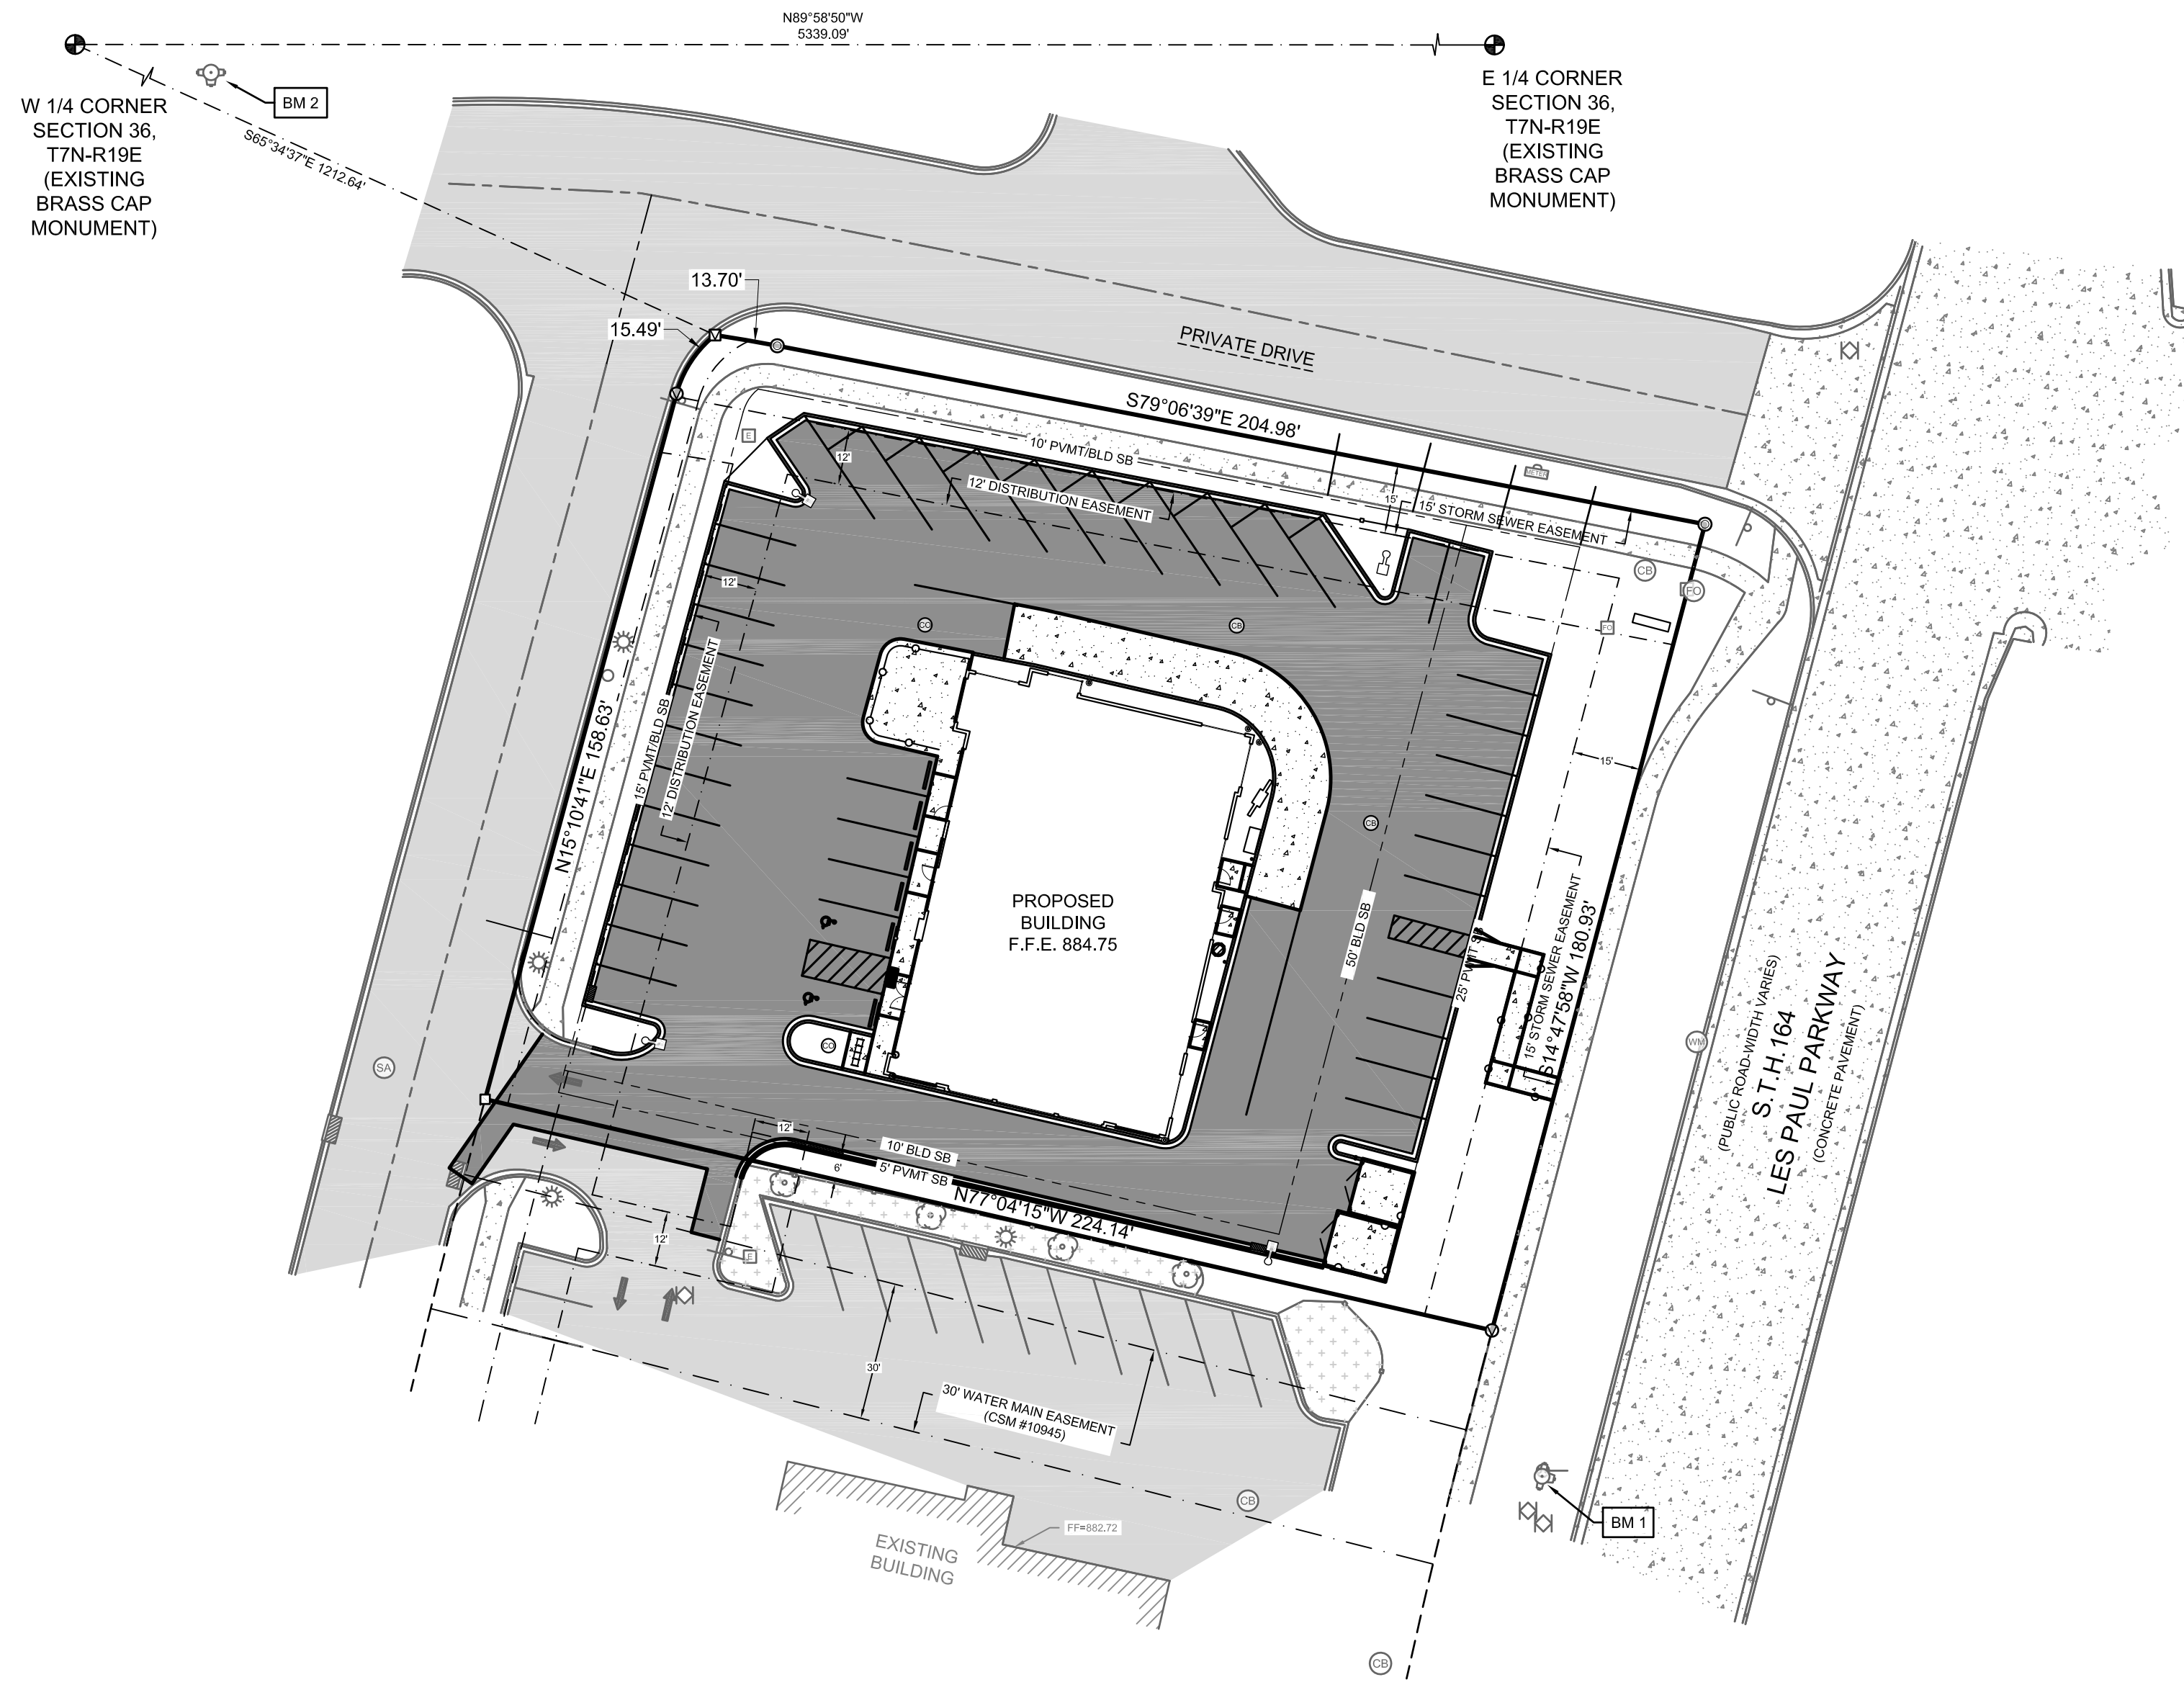 N89°58'50"W
5339.09'
W 1/4 CORNER
SECTION 36,
T7N-R19E
(EXISTING
BRASS CAP
MONUMENT)
BM 2
S65°34'37"E 1212.64'
E 1/4 CORNER
SECTION 36,
T7N-R19E
(EXISTING
BRASS CAP
MONUMENT)
13.70'
15.49'
PRIVATE DRIVE
S79°06'39"E 204.98'
10' PVMT/BLD SB
E
12'
12' DISTRIBUTION EASEMENT
METER
15'
15' STORM SEWER EASEMENT
CB
FO
FO
12'
CO
CB
N15°10'41"E 158.63'
15' PVMT/BLD SB
12' DISTRIBUTION EASEMENT
15'
CB
PROPOSED
BUILDING
F.F.E. 884.75
50' BLD SB
25' PVMT SB
15' STORM SEWER EASEMENT
S14°47'58"W 180.93'
(PUBLIC ROAD-WIDTH VARIES)
S.T.H. 164
LES PAUL PARKWAY
(CONCRETE PAVEMENT)
WM
SA
CO
12'
10' BLD SB
6'
5' PVMT SB
N77°04'15"W 224.14'
12'
E
30'
30' WATER MAIN EASEMENT
(CSM #10945)
CB
BM 1
FF=882.72
EXISTING
BUILDING
CB